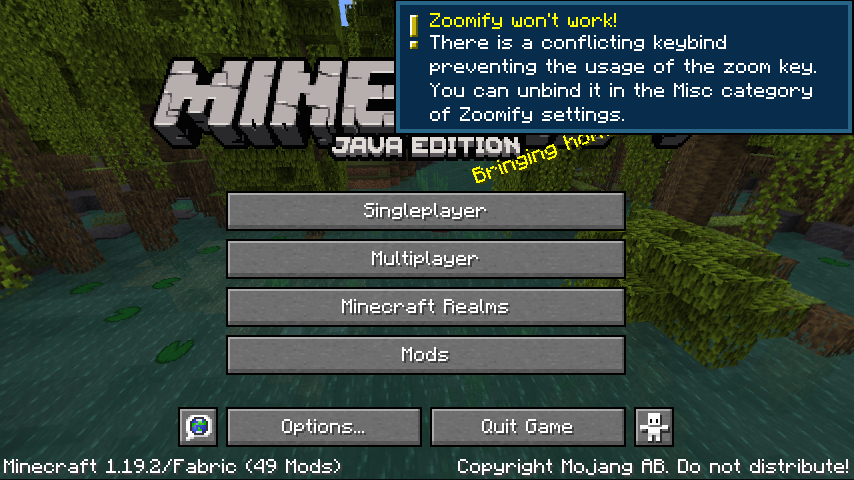 Zoomify won't work!
There is a conflicting keybind
preventing the usage of the zoom key.
You can unbind it in the Misc category
of Zoomify settings.
MINE
JAVA EDITION
Bringing
Singleplayer
Multiplayer
Minecraft Realms
Mods
Options...
Quit Game
Minecraft 1.19.2/Fabric (49 Mods)
Copyright Mojang AB. Do not distribute!